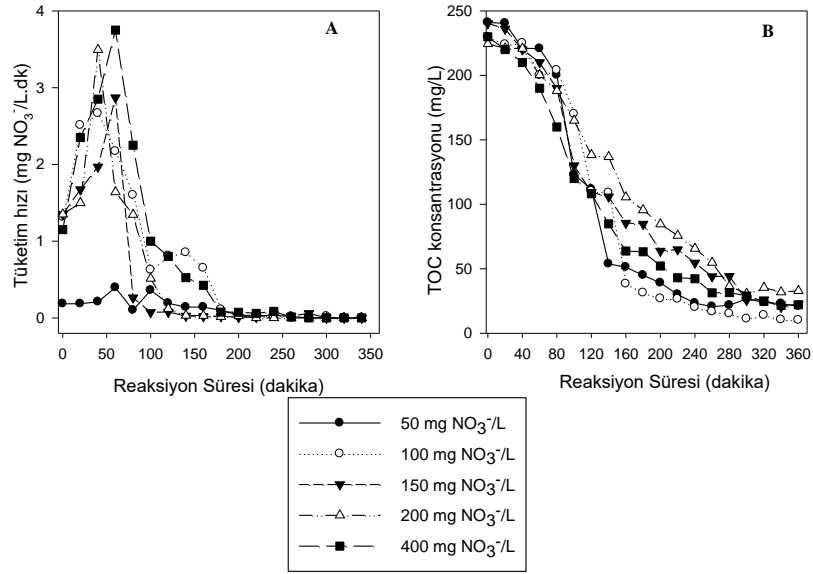 A
Tüketim hızı (mg NO3-/L.dk)
4
3
2
1
0
0 50 100 150 200 250 300 350
Reaksiyon Süresi (dakika)
B
TOC konsantrasyonu (mg/L)
250
200
150
100
50
0
0 40 80 120 160 200 240 280 320 360
Reaksiyon Süresi (dakika)
50 mg NO3-/L
100 mg NO3-/L
150 mg NO3-/L
200 mg NO3-/L
400 mg NO3-/L